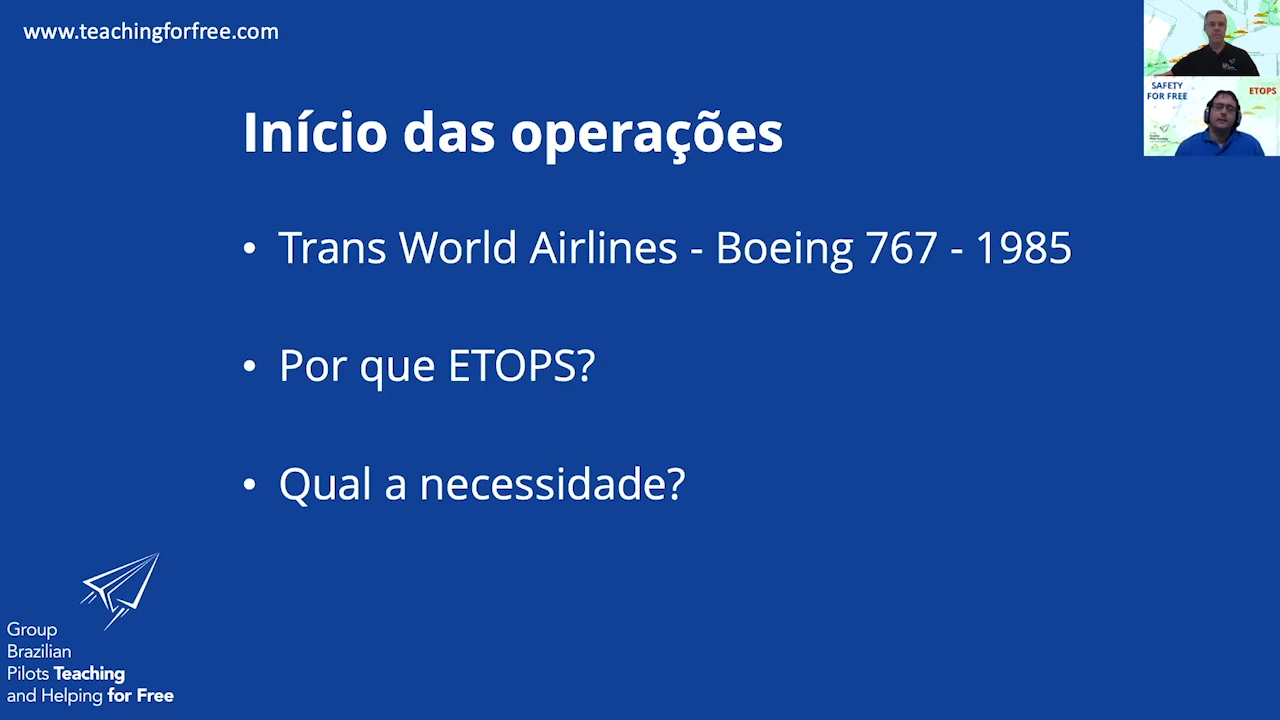 www.teachingforfree.com
SAFETY
FOR FREE
ETOPS
Início das operações
• Trans World Airlines - Boeing 767 - 1985
• Por que ETOPS?
• Qual a necessidade?
Group
Brazilian
Pilots Teaching
and Helping for Free